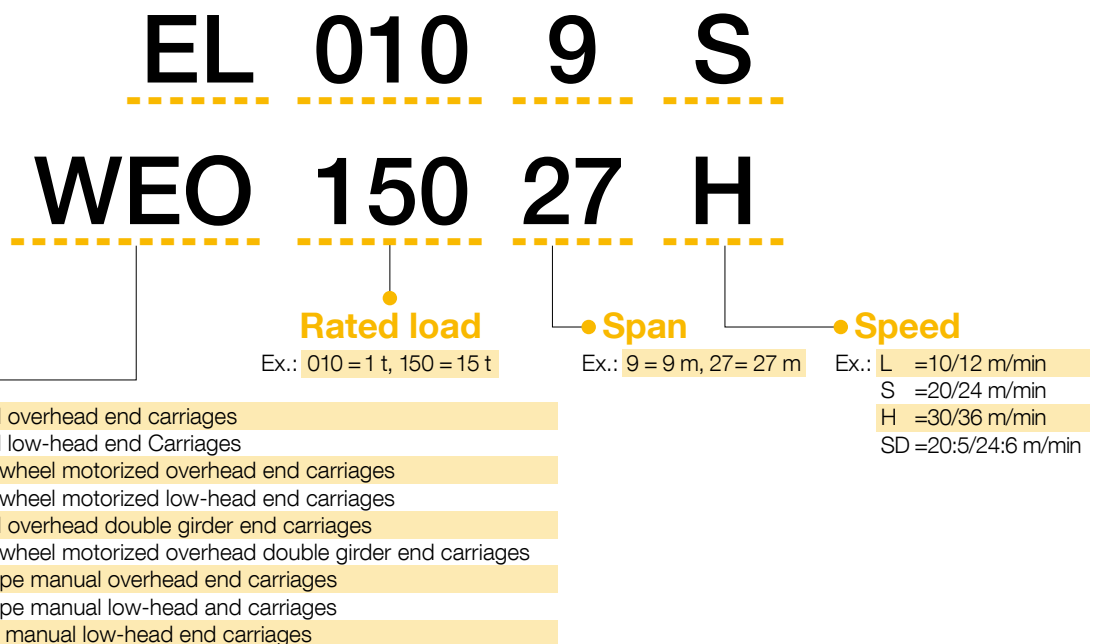 EL 010 9 S
WEO 150 27 H
Rated load Span Speed
Ex.: 010 = 1 t, 150 = 15 t Ex.: 9 = 9 m, 27= 27 m Ex.: L =10/12 m/min
S =20/24 m/min
H =30/36 m/min
SD =20:5/24:6 m/min
overhead end carriages
low-head end Carriages
wheel motorized overhead end carriages
wheel motorized low-head end carriages
overhead double girder end carriages
wheel motorized overhead double girder end carriages
manual overhead end carriages
manual low-head and carriages
manual low-head end carriages